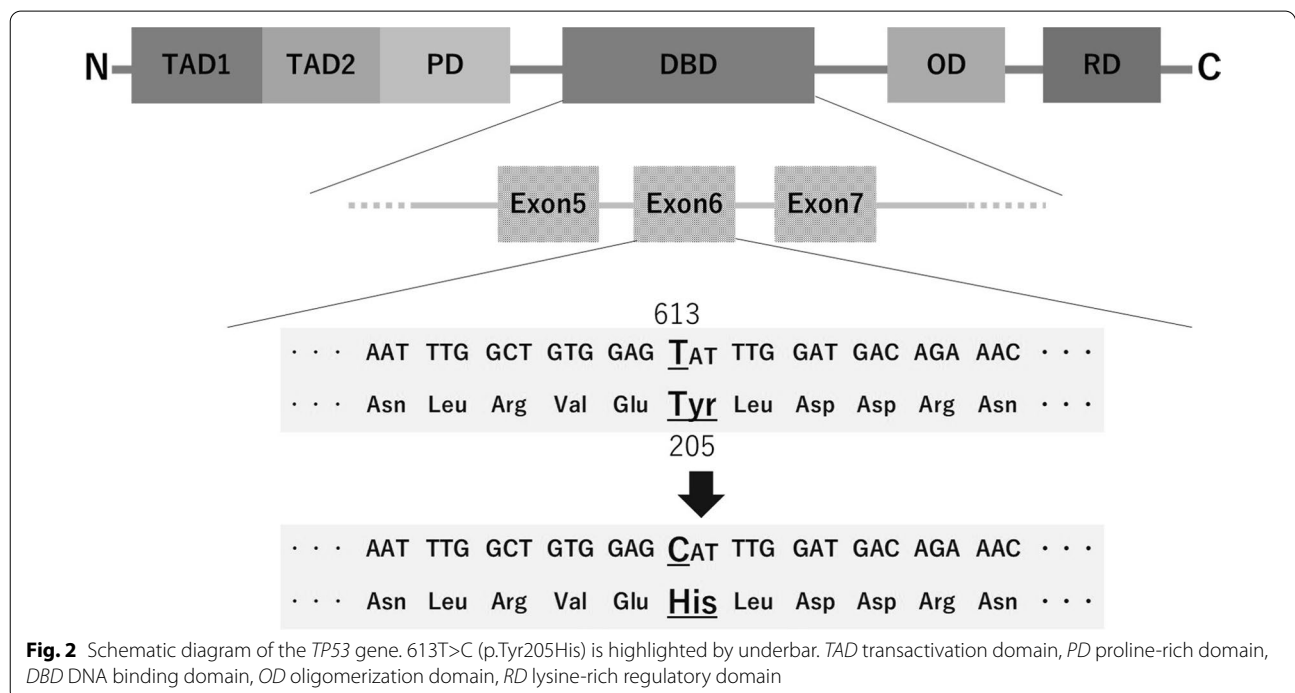 N TAD1 TAD2 PD DBD OD RD C
Exon5 Exon6 Exon7
613
· · · AAT TTG GCT GTG GAG TAT TTG GAT GAC AGA AAC · · ·
· · · Asn Leu Arg Val Glu Tyr Leu Asp Asp Arg Asn · · ·
205
· · · AAT TTG GCT GTG GAG CAT TTG GAT GAC AGA AAC · · ·
· · · Asn Leu Arg Val Glu His Leu Asp Asp Arg Asn · · ·
Fig. 2 Schematic diagram of the TP53 gene. 613T>C (p.Tyr205His) is highlighted by underbar. TAD transactivation domain, PD proline-rich domain,
DBD DNA binding domain, OD oligomerization domain, RD lysine-rich regulatory domain